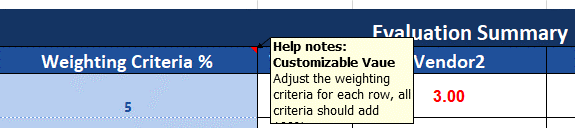 Evaluation Summary
Weighting Criteria %
Help notes:
Customizable Vaue
Adjust the weighting
criteria for each row, all
criteria should add
Vendor2
5
3.00